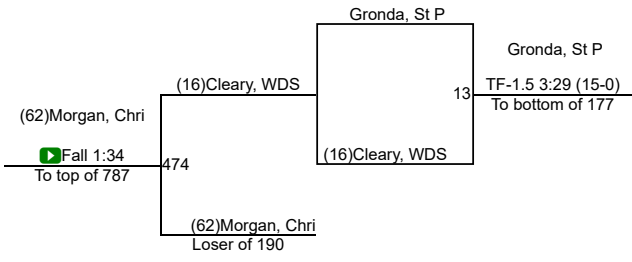 Gronda, St P
Gronda, St P
(16)Cleary, WDS
13
TF-1.5 3:29 (15-0)
To bottom of 177
(62)Morgan, Chri
Fall 1:34
474
(16)Cleary, WDS
To top of 787
(62)Morgan, Chri
Loser of 190